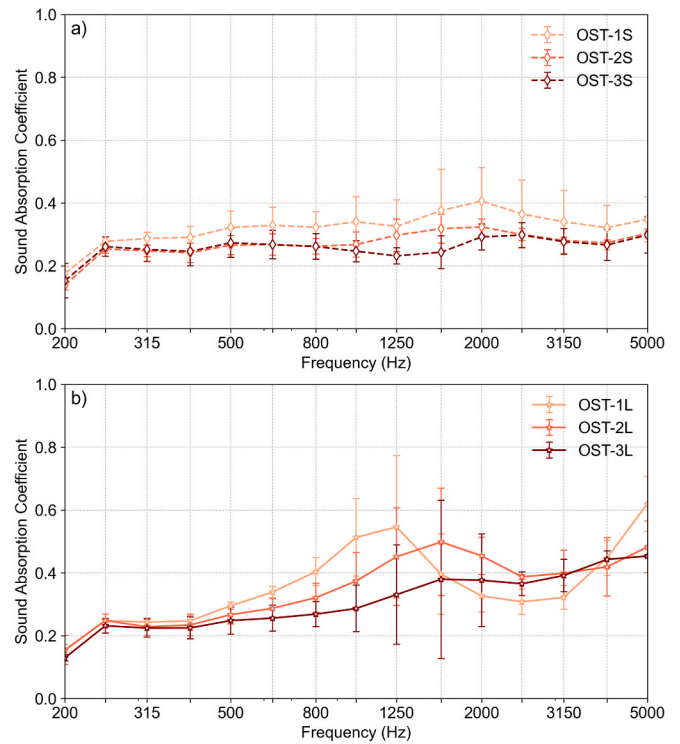 a)
OST-1S
OST-2S
OST-3S
1.0
0.8
0.6
0.4
0.2
0.0
Sound Absorption Coefficient
200 315 500 800 1250 2000 3150 5000
Frequency (Hz)
b)
OST-1L
OST-2L
OST-3L
1.0
0.8
0.6
0.4
0.2
0.0
Sound Absorption Coefficient
200 315 500 800 1250 2000 3150 5000
Frequency (Hz)